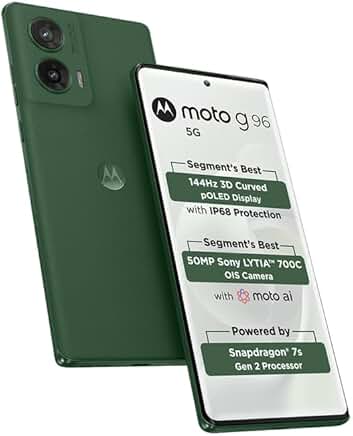 moto g 96
5G
Segment's Best
144Hz 3D Curved
pOLED Display
with IP68 Protection
Segment's Best
50MP Sony LYTIA™ 700C
OIS Camera
with moto ai
Powered by
Snapdragon® 7s
Gen 2 Processor